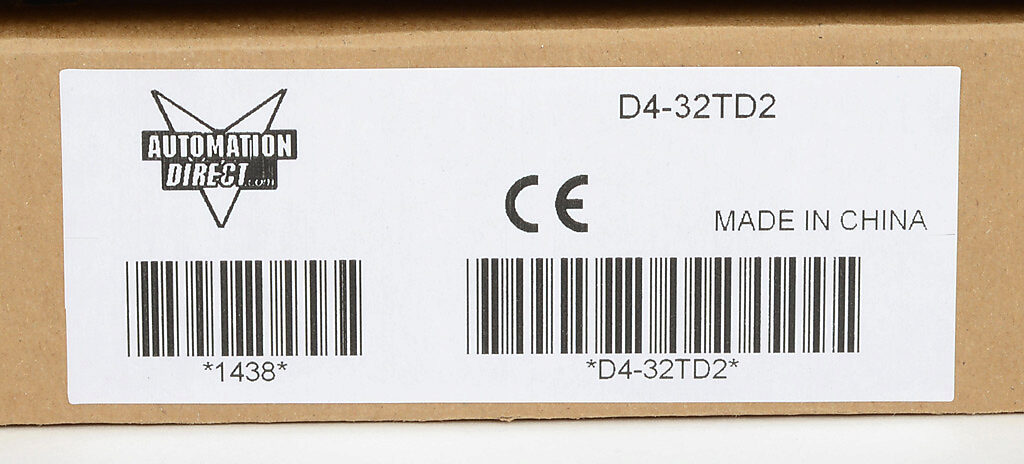 AUTOMATION
DIRECT.com
D4-32TD2
CE
MADE IN CHINA
*1438*
*D4-32TD2*